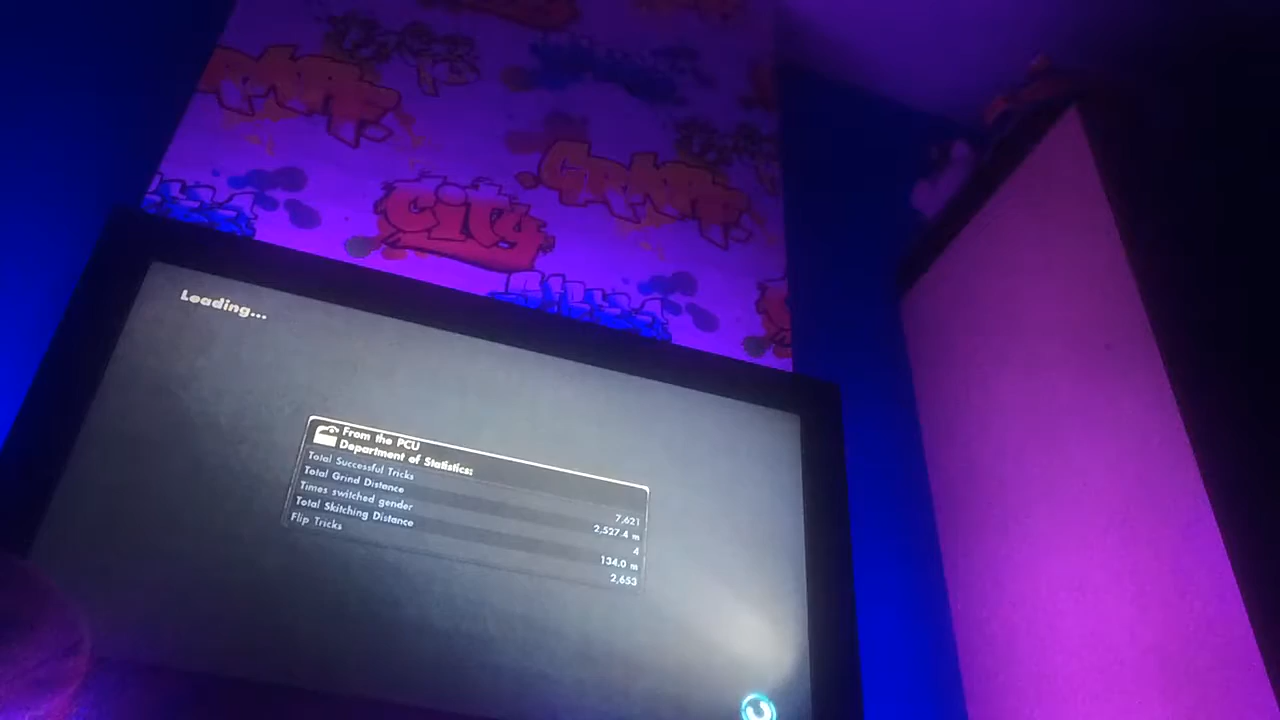 City
Loading...
From the PCU
Department of Statistics:
Total Successful Tricks 7,621
Total Grind Distance 2,527.4 m
Times switched gender 4
Total Skitching Distance 134.0 m
Flip Tricks 2,653